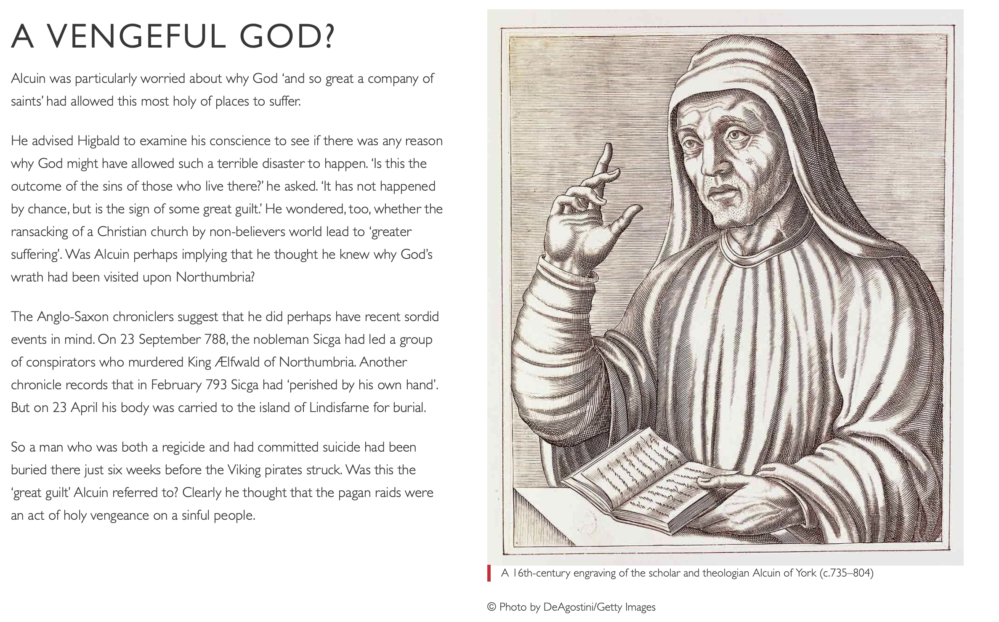 A VENGEFUL GOD?
Alcuin was particularly worried about why God ‘and so great a company of
saints’ had allowed this most holy of places to suffer.
He advised Higbald to examine his conscience to see if there was any reason
why God might have allowed such a terrible disaster to happen. ‘Is this the
outcome of the sins of those who live there?’ he asked. ‘It has not happened
by chance, but is the sign of some great guilt.’ He wondered, too, whether the
ransacking of a Christian church by non-believers world lead to ‘greater
suffering’. Was Alcuin perhaps implying that he thought he knew why God’s
wrath had been visited upon Northumbria?
The Anglo-Saxon chroniclers suggest that he did perhaps have recent sordid
events in mind. On 23 September 788, the nobleman Sicga had led a group
of conspirators who murdered King Ælfwald of Northumbria. Another
chronicle records that in February 793 Sicga had ‘perished by his own hand’.
But on 23 April his body was carried to the island of Lindisfarne for burial.
So a man who was both a regicide and had committed suicide had been
buried there just six weeks before the Viking pirates struck. Was this the
‘great guilt’ Alcuin referred to? Clearly he thought that the pagan raids were
an act of holy vengeance on a sinful people.
A 16th-century engraving of the scholar and theologian Alcuin of York (c.735–804)
© Photo by DeAgostini/Getty Images